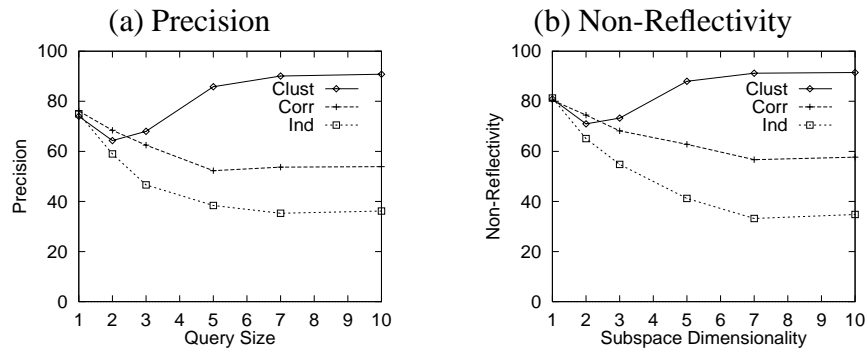 (a) Precision
100
80
60
40
20
0
Precision
Clust
Corr
Ind
1 2 3 4 5 6 7 8 9 10
Query Size
(b) Non-Reflectivity
100
80
60
40
20
0
Non-Reflectivity
Clust
Corr
Ind
1 2 3 4 5 6 7 8 9 10
Subspace Dimensionality